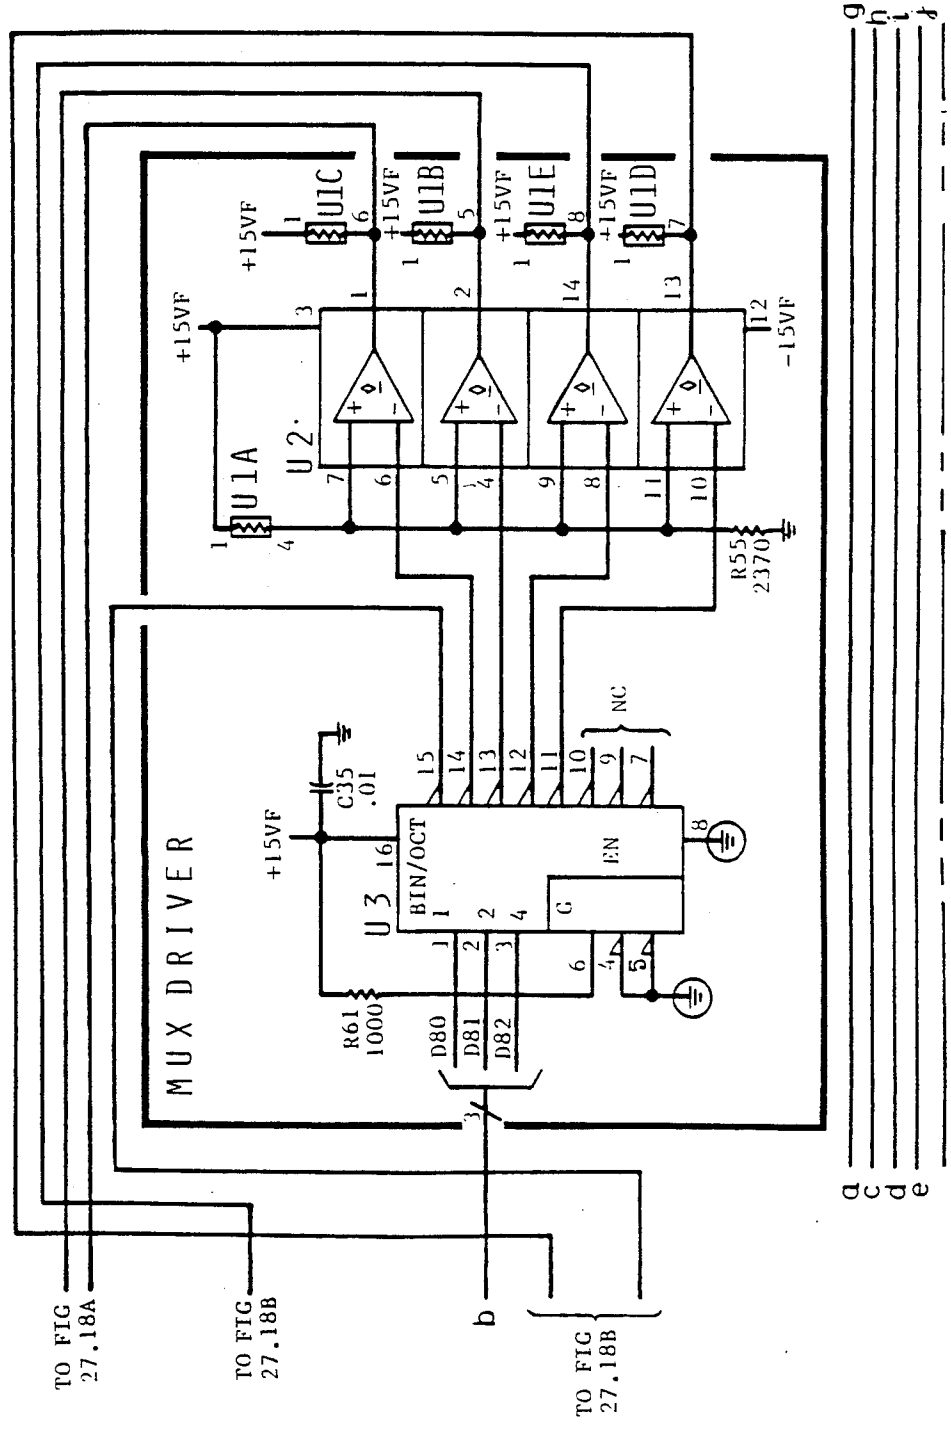 MUX DRIVER
TO FIG
27.18A
TO FIG
27.18B
b
TO FIG
27.18B
3
D80
D81
D82
R61
1000
+15VF
C35
.01
U3
16
BIN/OCT
1
2
4
G
EN
1
2
3
6
4
5
8
15
14
13
12
11
10
9
7
NC
+15VF
1
U1A
4
U2
3
7
6
5
4
9
8
11
10
+
-
+
-
+
-
+
-
R55
2370
12
-15VF
1
2
14
13
+15VF
1
U1C
6
+15VF
1
U1B
5
+15VF
1
U1E
8
+15VF
1
U1D
7
a
c
d
e
g
h
i
f